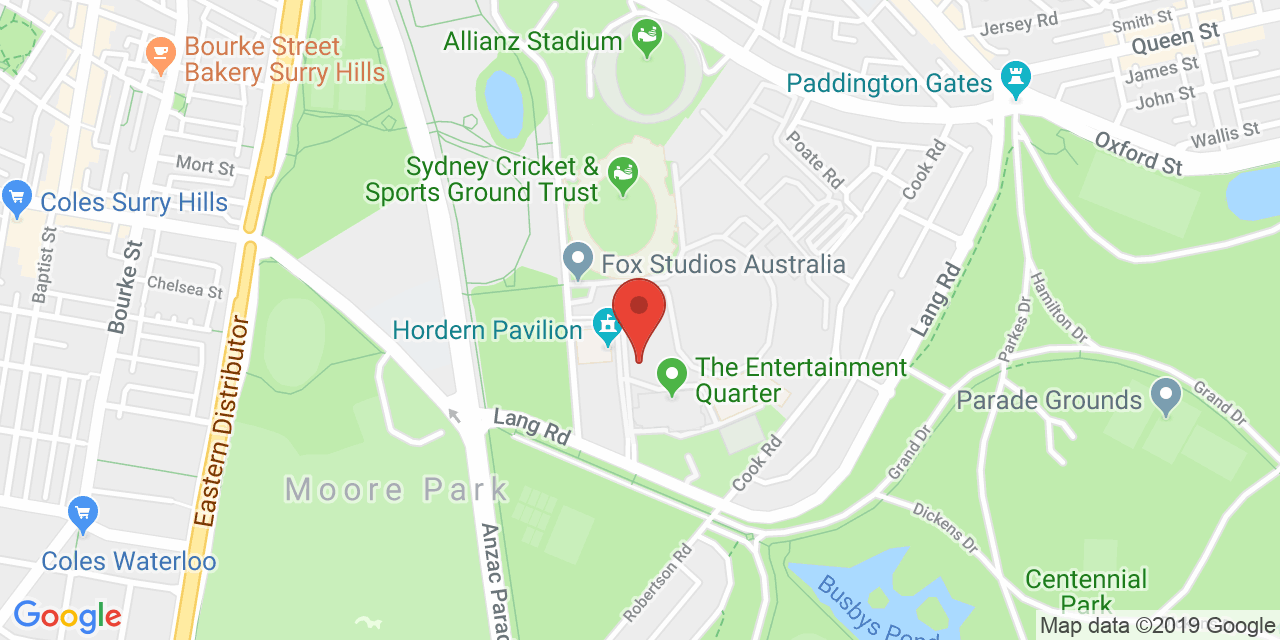 Jersey Rd
Smith St
Queen St
Bourke Street
Bakery Surry Hills
Allianz Stadium
James St
Paddington Gates
John St
Wallis St
Oxford St
Mort St
Poate Rd
Cook Rd
Sydney Cricket &
Sports Ground Trust
Coles Surry Hills
Baptist St
Bourke St
Chelsea St
Fox Studios Australia
Lang Rd
Hamilton Dr
Parkes Dr
Hordern Pavilion
Eastern Distributor
The Entertainment
Quarter
Parade Grounds
Grand Dr
Lang Rd
Grand Dr
Cook Rd
Moore Park
Dickens Dr
Coles Waterloo
Anzac Parad
Robertson Rd
Busbys Pond
Centennial
Park
Google
Map data ©2019 Google